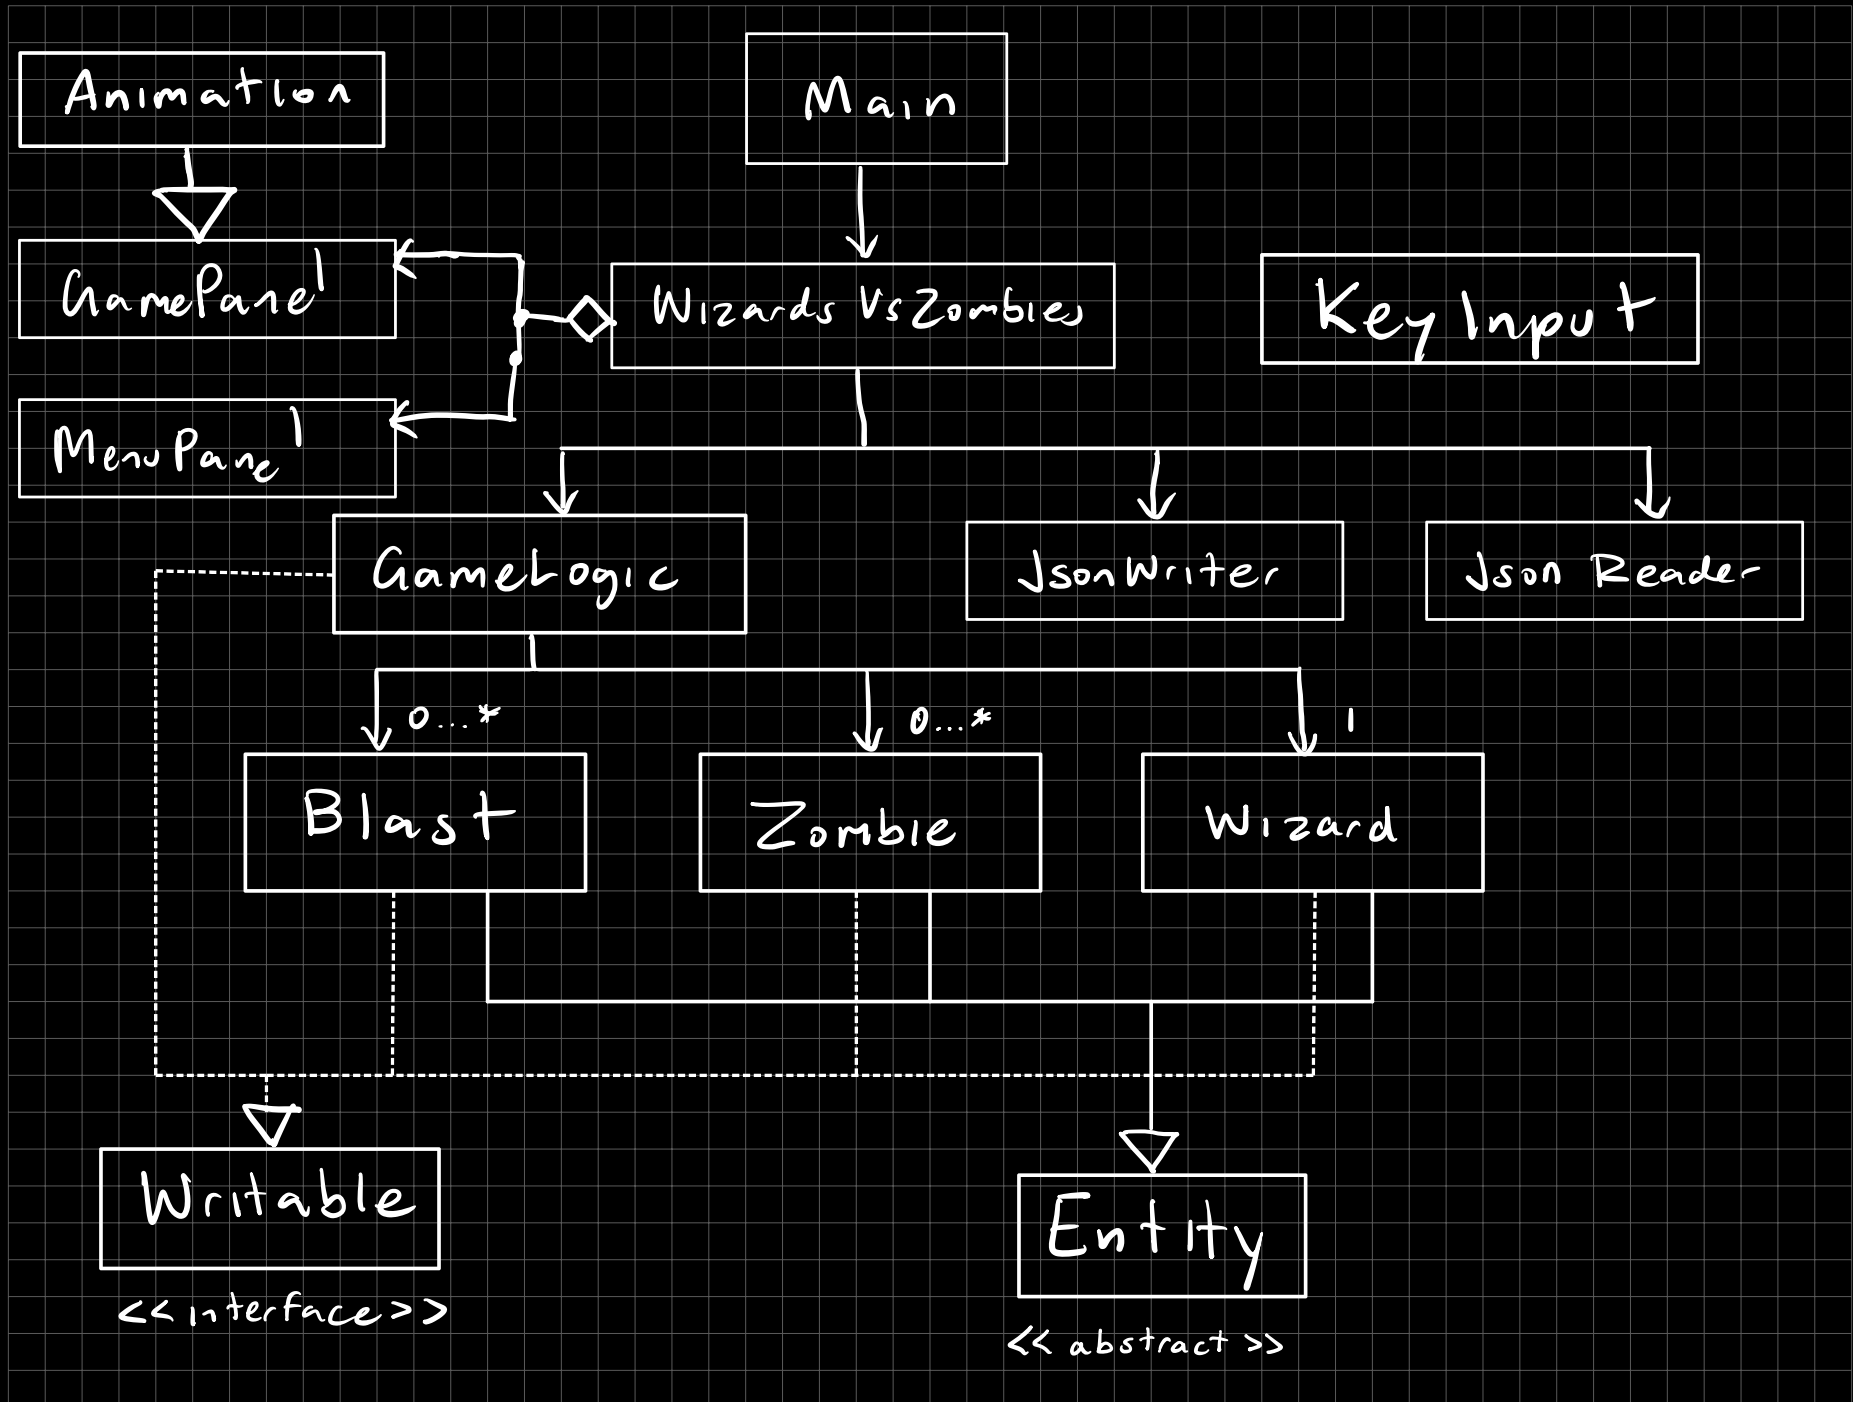 Animation
Main
GamePanel
WizardsVsZombies
KeyInput
MenuPanel
GameLogic
JsonWriter
Json Reader
0...*
0...*
1
Blast
Zombie
Wizard
Writable
Entity
<<interface>>
<<abstract>>